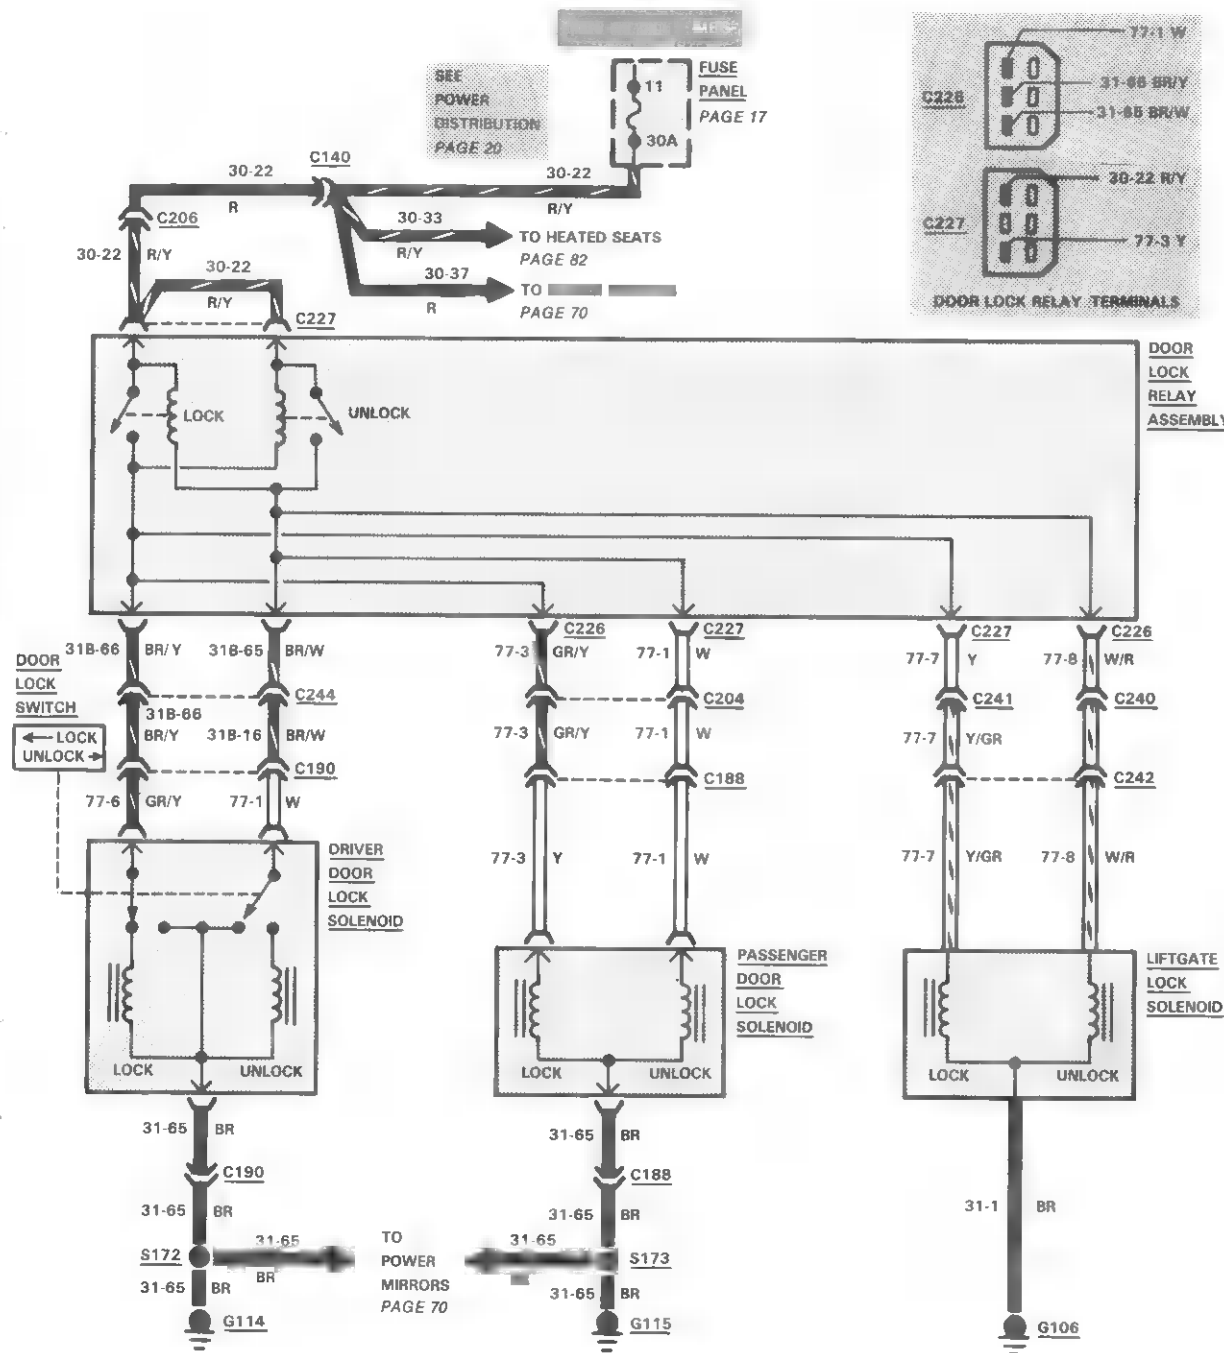 SEE
POWER
DISTRIBUTION
PAGE 20
11
30A
FUSE
PANEL
PAGE 17
C226
77-1 W
31-66 BR/Y
31-65 BR/W
C227
30-22 R/Y
77-3 Y
DOOR LOCK RELAY TERMINALS
C140
30-22
R
30-22
R/Y
C206
30-33
R/Y
TO HEATED SEATS
PAGE 82
30-22
R/Y
30-22
R/Y
30-37
R
TO
PAGE 70
C227
DOOR
LOCK
RELAY
ASSEMBLY
LOCK
UNLOCK
31B-66
BR/Y
31B-65
BR/W
C226
C227
C227
C226
77-3
GR/Y
77-1
W
77-7
Y
77-8
W/R
DOOR
LOCK
SWITCH
C244
C204
C241
C240
← LOCK
UNLOCK →
31B-66
BR/Y
31B-16
BR/W
77-3
GR/Y
77-1
W
77-7
Y/GR
C190
C188
C242
77-6
GR/Y
77-1
W
DRIVER
DOOR
LOCK
SOLENOID
77-3
Y
77-1
W
77-7
Y/GR
77-8
W/R
PASSENGER
DOOR
LOCK
SOLENOID
LIFTGATE
LOCK
SOLENOID
LOCK
UNLOCK
LOCK
UNLOCK
LOCK
UNLOCK
31-65
BR
31-65
BR
C190
C188
31-65
BR
31-65
BR
31-1
BR
S172
31-65
BR
TO
POWER
MIRRORS
PAGE 70
31-65
S173
31-65
BR
31-65
BR
G114
G115
G106